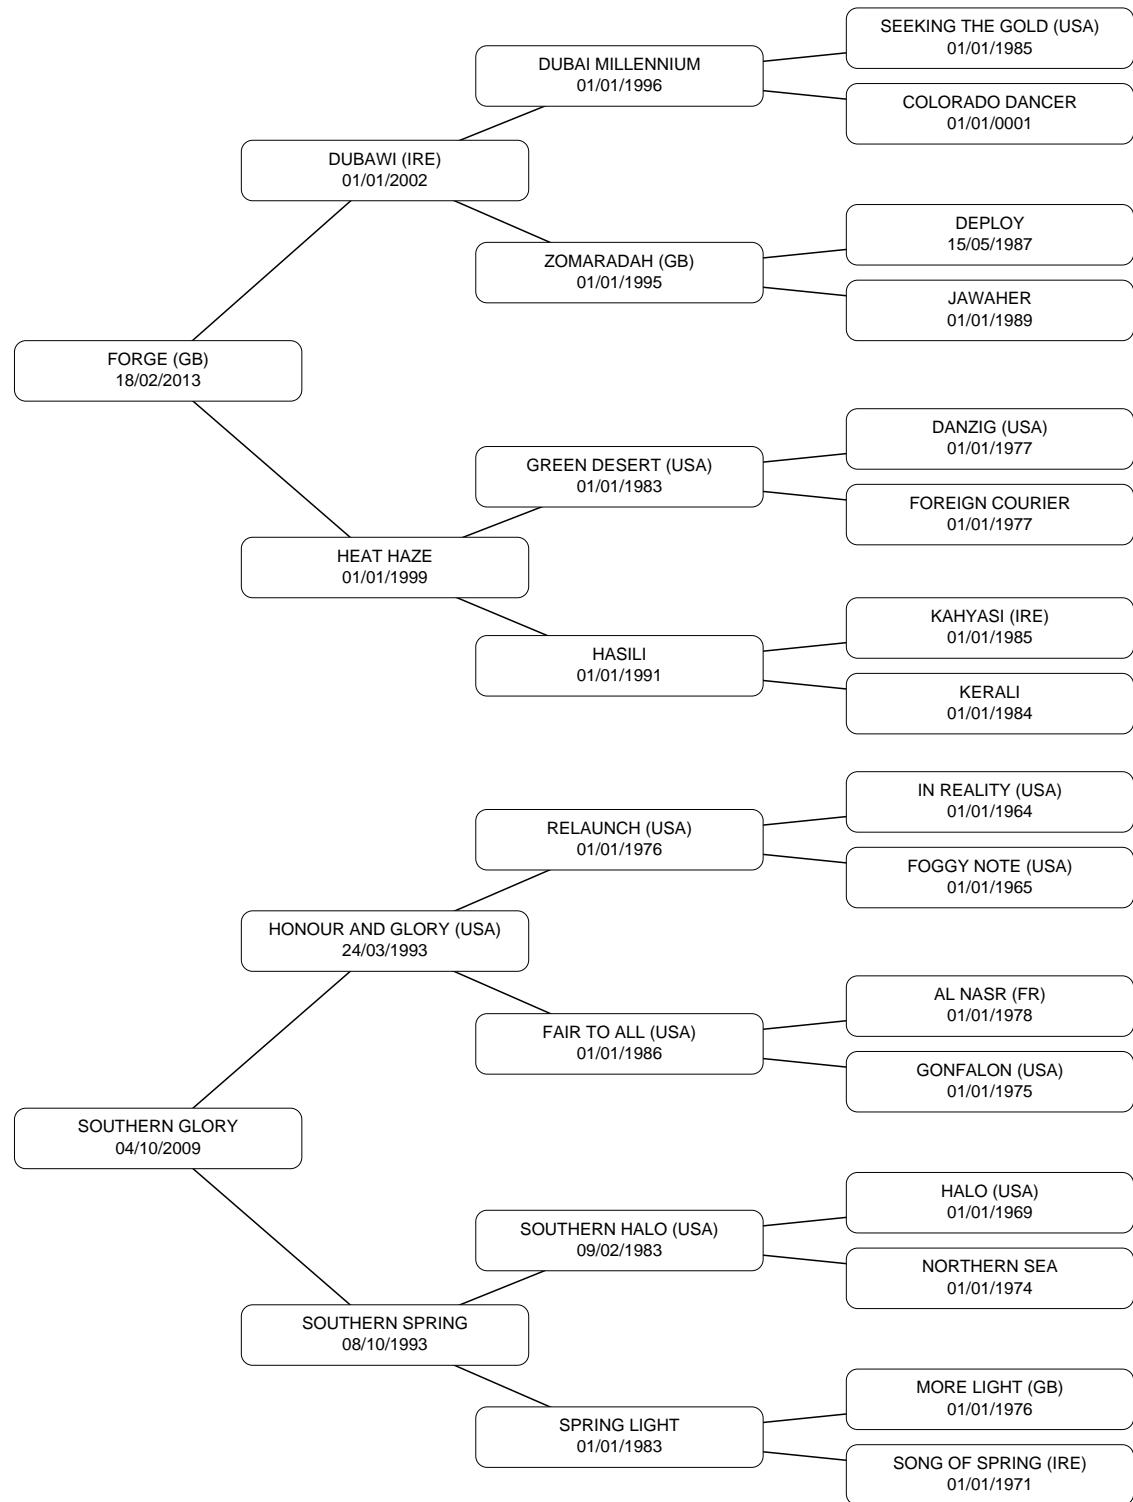 SEEKING THE GOLD (USA)
01/01/1985
DUBAI MILLENNIUM
01/01/1996
COLORADO DANCER
01/01/0001
DUBAWI (IRE)
01/01/2002
DEPLOY
15/05/1987
ZOMARADAH (GB)
01/01/1995
JAWAHER
01/01/1989
FORGE (GB)
18/02/2013
DANZIG (USA)
01/01/1977
GREEN DESERT (USA)
01/01/1983
FOREIGN COURIER
01/01/1977
HEAT HAZE
01/01/1999
KAHYASI (IRE)
01/01/1985
HASILI
01/01/1991
KERALI
01/01/1984
IN REALITY (USA)
01/01/1964
RELAUNCH (USA)
01/01/1976
FOGGY NOTE (USA)
01/01/1965
HONOUR AND GLORY (USA)
24/03/1993
AL NASR (FR)
01/01/1978
FAIR TO ALL (USA)
01/01/1986
GONFALON (USA)
01/01/1975
SOUTHERN GLORY
04/10/2009
HALO (USA)
01/01/1969
SOUTHERN HALO (USA)
09/02/1983
NORTHERN SEA
01/01/1974
SOUTHERN SPRING
08/10/1993
MORE LIGHT (GB)
01/01/1976
SPRING LIGHT
01/01/1983
SONG OF SPRING (IRE)
01/01/1971